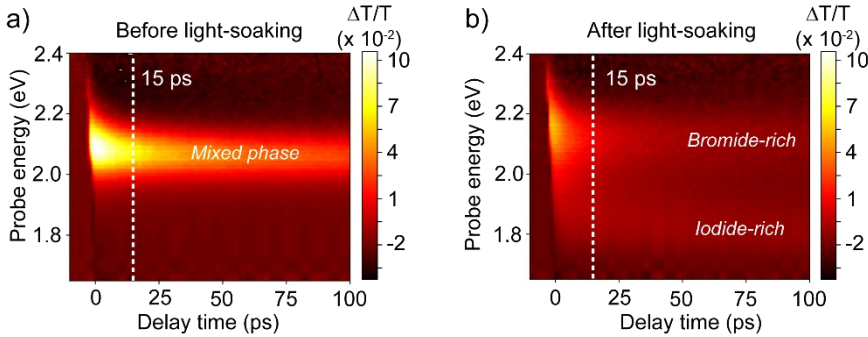 a)
Before light-soaking
ΔT/T
(x 10⁻²)
2.4
2.2
2.0
1.8
Probe energy (eV)
15 ps
Mixed phase
10
7
4
1
-2
0
25
50
75
100
Delay time (ps)
b)
After light-soaking
ΔT/T
(x 10⁻²)
2.4
2.2
2.0
1.8
Probe energy (eV)
15 ps
Bromide-rich
Iodide-rich
10
7
4
1
-2
0
25
50
75
100
Delay time (ps)